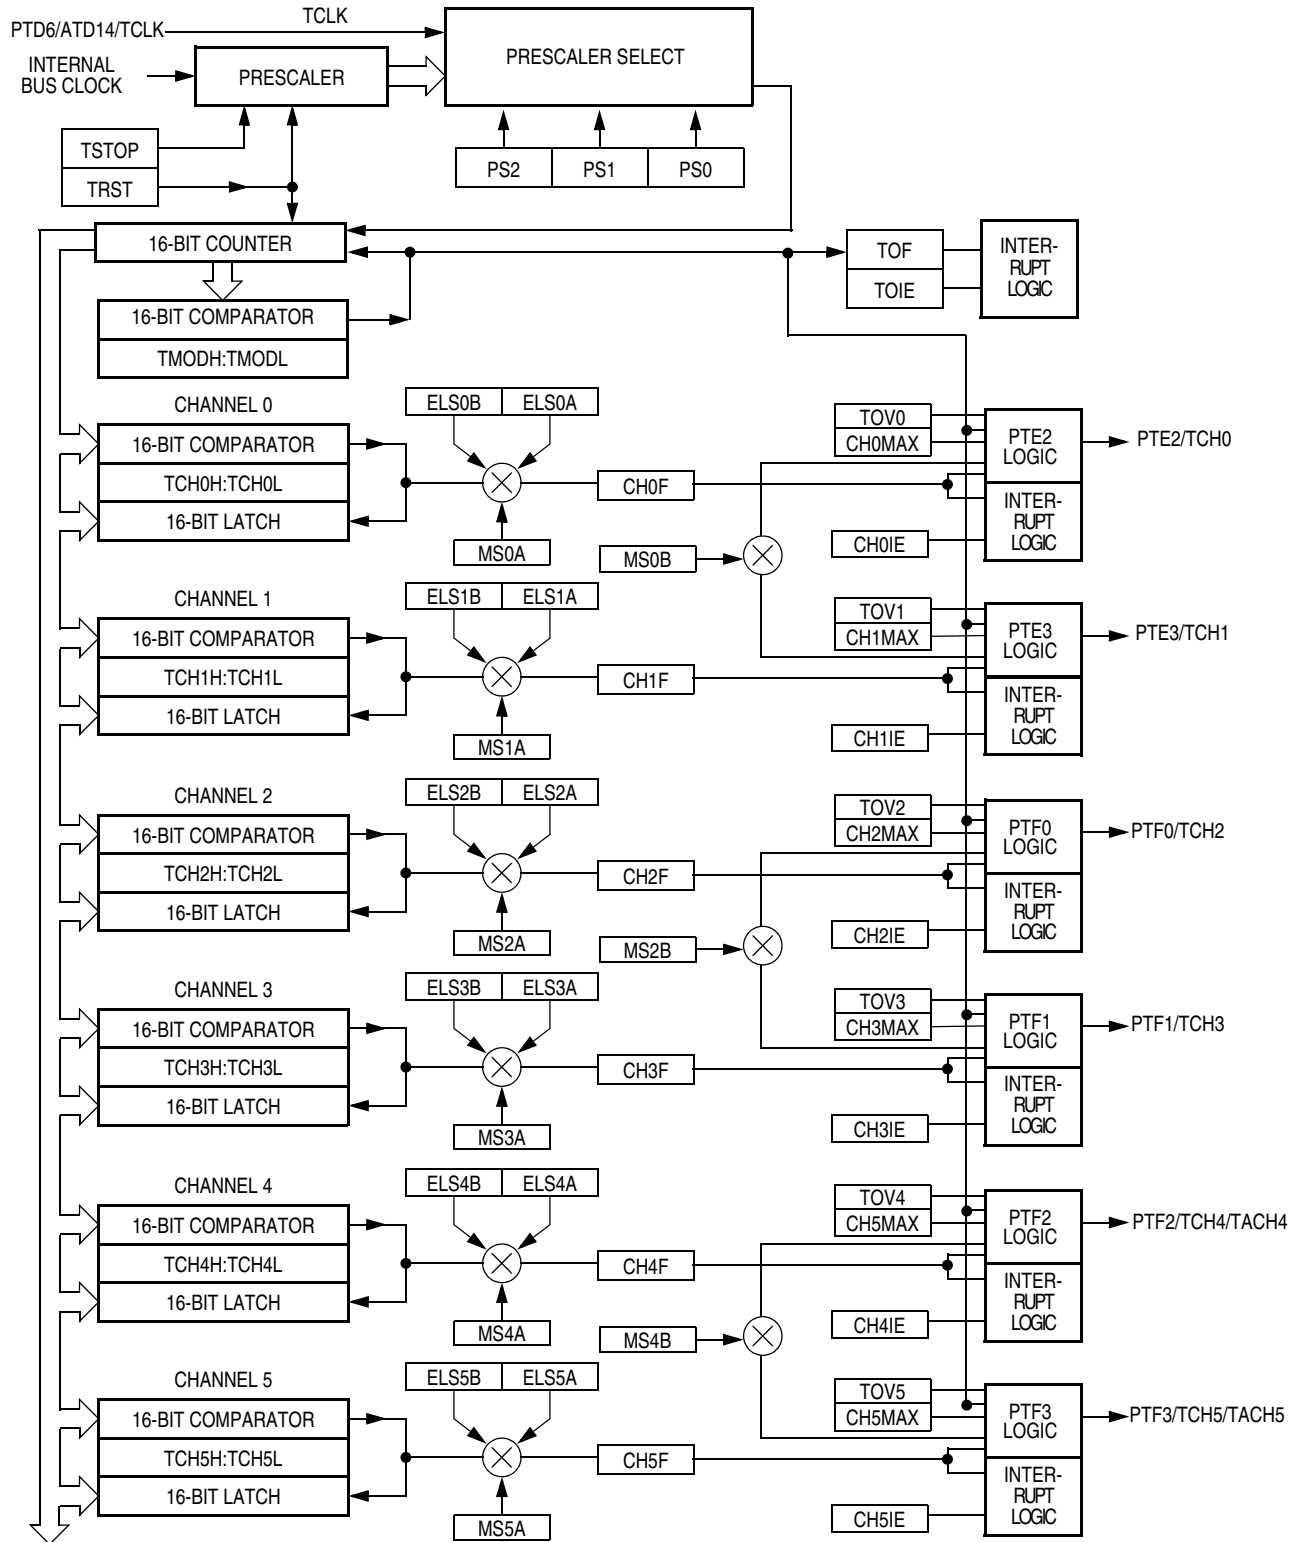 TCLK
PTD6/ATD14/TCLK
PRESCALER SELECT
INTERNAL
BUS CLOCK
PRESCALER
TSTOP
TRST
PS2
PS1
PS0
16-BIT COUNTER
TOF
TOIE
INTER-
RUPT
LOGIC
16-BIT COMPARATOR
TMODH:TMODL
CHANNEL 0
ELS0B
ELS0A
16-BIT COMPARATOR
TCH0H:TCH0L
16-BIT LATCH
MS0A
CH0F
MS0B
TOV0
CH0MAX
CH0IE
PTE2
LOGIC
INTER-
RUPT
LOGIC
PTE2/TCH0
CHANNEL 1
ELS1B
ELS1A
16-BIT COMPARATOR
TCH1H:TCH1L
16-BIT LATCH
MS1A
CH1F
TOV1
CH1MAX
CH1IE
PTE3
LOGIC
INTER-
RUPT
LOGIC
PTE3/TCH1
CHANNEL 2
ELS2B
ELS2A
16-BIT COMPARATOR
TCH2H:TCH2L
16-BIT LATCH
MS2A
CH2F
MS2B
TOV2
CH2MAX
CH2IE
PTF0
LOGIC
INTER-
RUPT
LOGIC
PTF0/TCH2
CHANNEL 3
ELS3B
ELS3A
16-BIT COMPARATOR
TCH3H:TCH3L
16-BIT LATCH
MS3A
CH3F
TOV3
CH3MAX
CH3IE
PTF1
LOGIC
INTER-
RUPT
LOGIC
PTF1/TCH3
CHANNEL 4
ELS4B
ELS4A
16-BIT COMPARATOR
TCH4H:TCH4L
16-BIT LATCH
MS4A
CH4F
MS4B
TOV4
CH5MAX
CH4IE
PTF2
LOGIC
INTER-
RUPT
LOGIC
PTF2/TCH4/TACH4
CHANNEL 5
ELS5B
ELS5A
16-BIT COMPARATOR
TCH5H:TCH5L
16-BIT LATCH
MS5A
CH5F
TOV5
CH5MAX
CH5IE
PTF3
LOGIC
INTER-
RUPT
LOGIC
PTF3/TCH5/TACH5